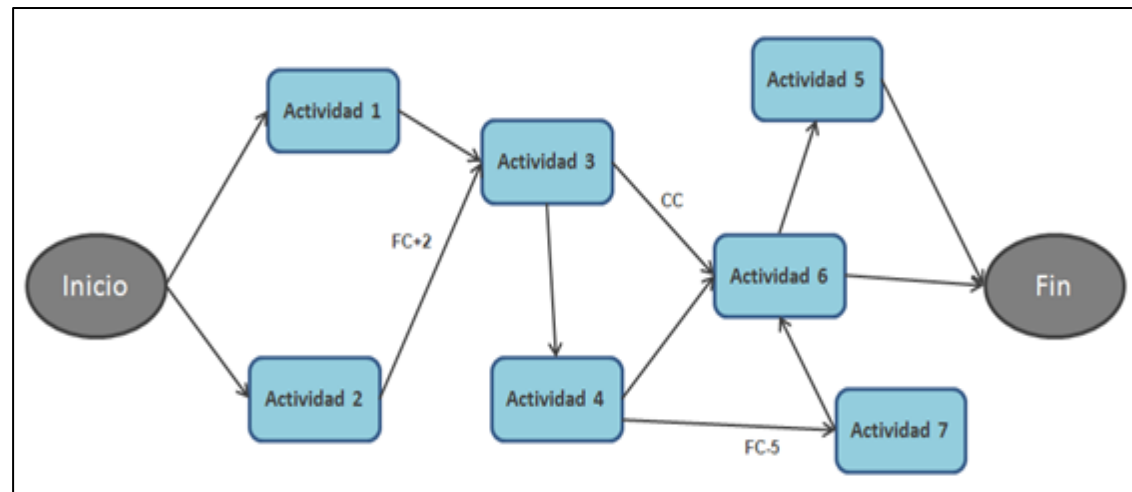 Actividad 5
Actividad 1
Actividad 3
CC
FC+2
Inicio
Actividad 6
Fin
Actividad 2
Actividad 4
Actividad 7
FC-5